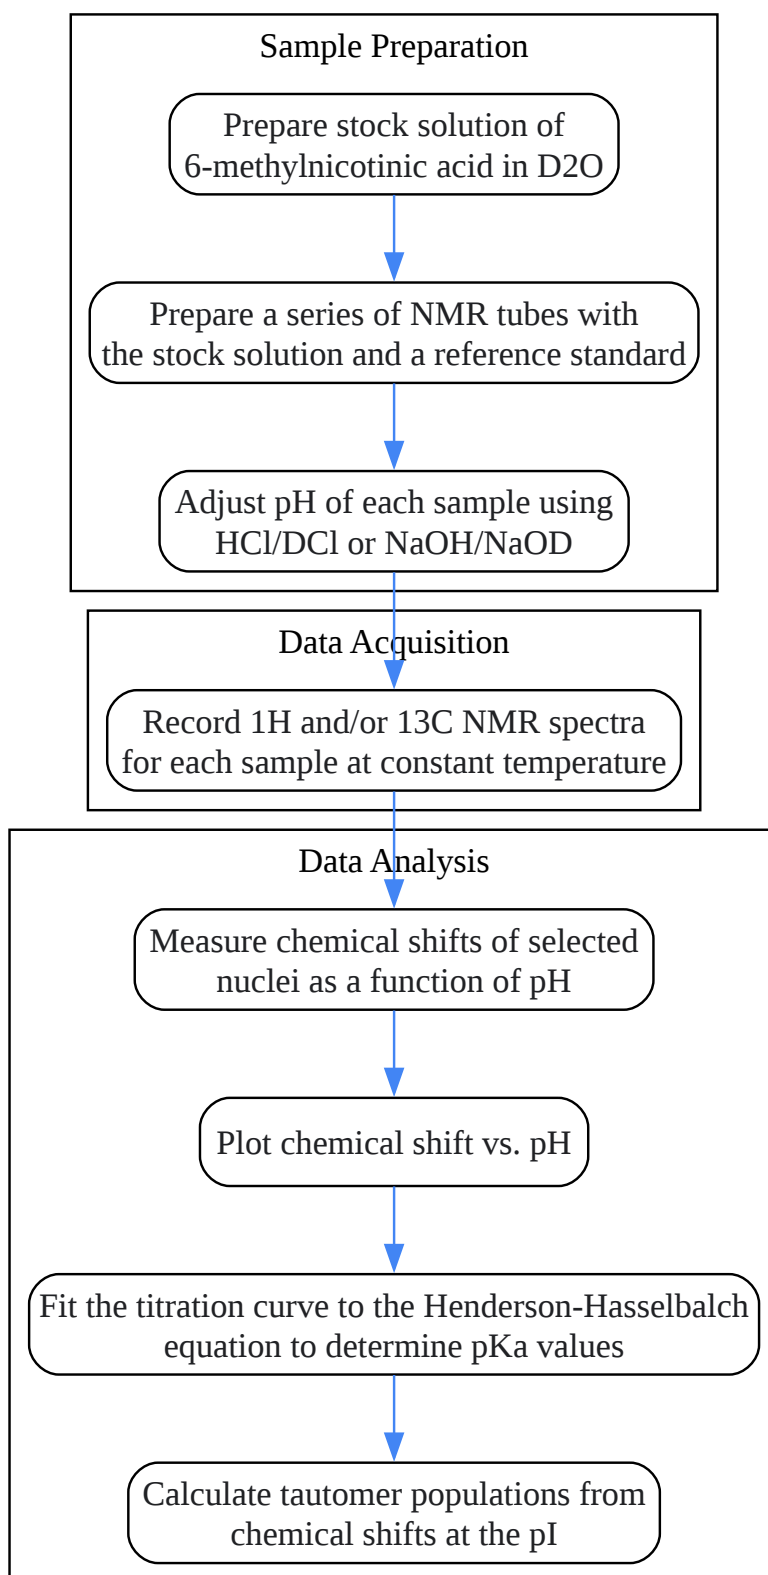 Sample Preparation
Prepare stock solution of
6-methylnicotinic acid in D2O
Prepare a series of NMR tubes with
the stock solution and a reference standard
Adjust pH of each sample using
HCl/DCl or NaOH/NaOD
Data Acquisition
Record 1H and/or 13C NMR spectra
for each sample at constant temperature
Data Analysis
Measure chemical shifts of selected
nuclei as a function of pH
Plot chemical shift vs. pH
Fit the titration curve to the Henderson-Hasselbalch
equation to determine pKa values
Calculate tautomer populations from
chemical shifts at the pI